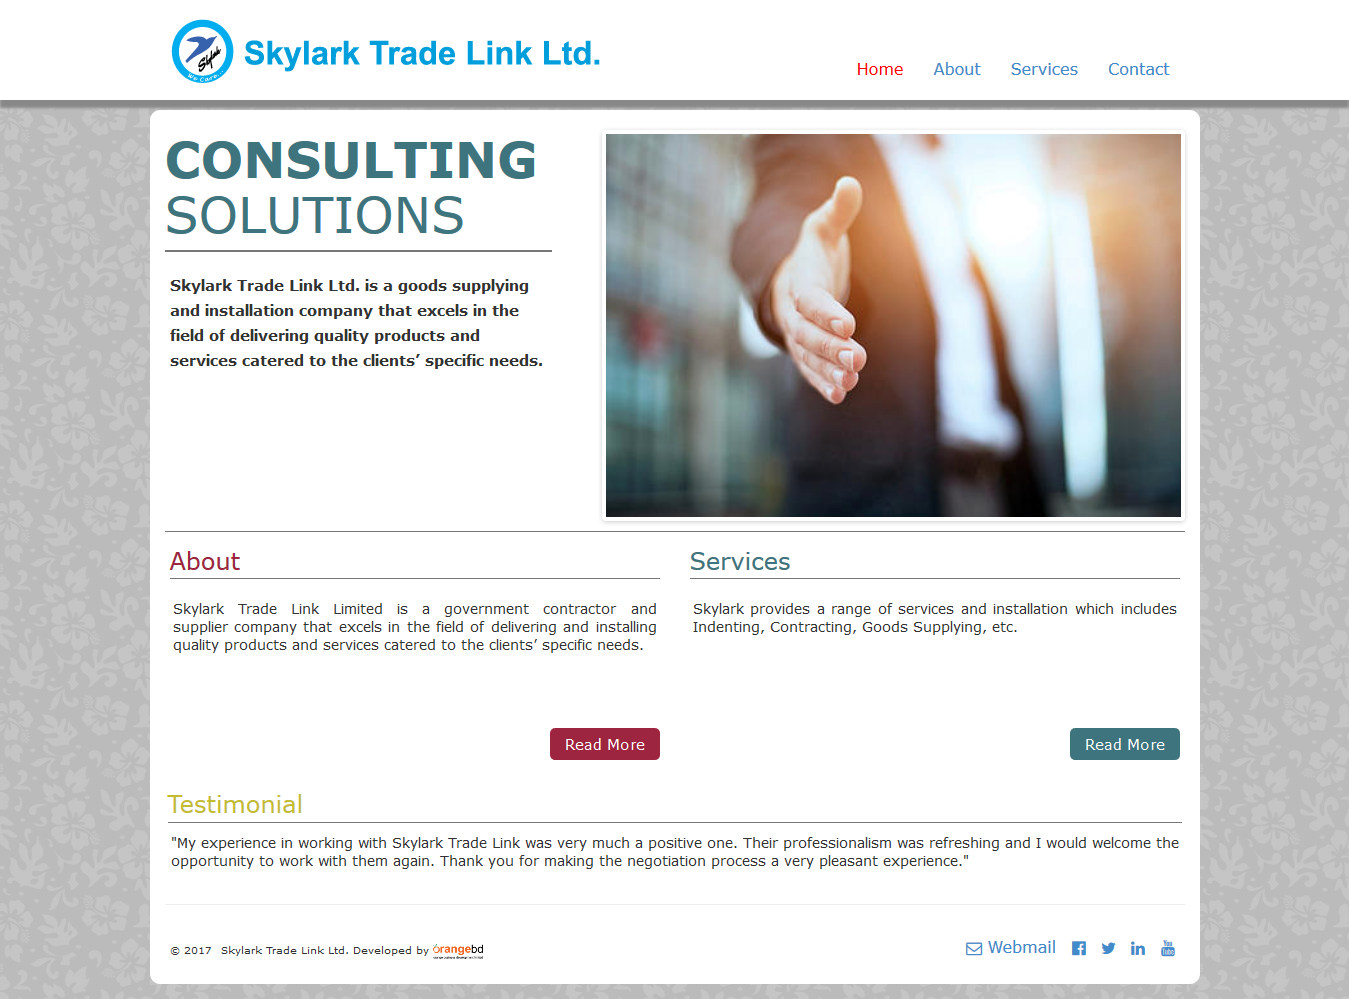 Skylark
We Care...
Skylark Trade Link Ltd.
Home About Services Contact
CONSULTING
SOLUTIONS
Skylark Trade Link Ltd. is a goods supplying
and installation company that excels in the
field of delivering quality products and
services catered to the clients’ specific needs.
About
Skylark Trade Link Limited is a government contractor and
supplier company that excels in the field of delivering and installing
quality products and services catered to the clients’ specific needs.
Read More
Services
Skylark provides a range of services and installation which includes
Indenting, Contracting, Goods Supplying, etc.
Read More
Testimonial
"My experience in working with Skylark Trade Link was very much a positive one. Their professionalism was refreshing and I would welcome the
opportunity to work with them again. Thank you for making the negotiation process a very pleasant experience."
© 2017 Skylark Trade Link Ltd. Developed by orangebd
Webmail
You Tube